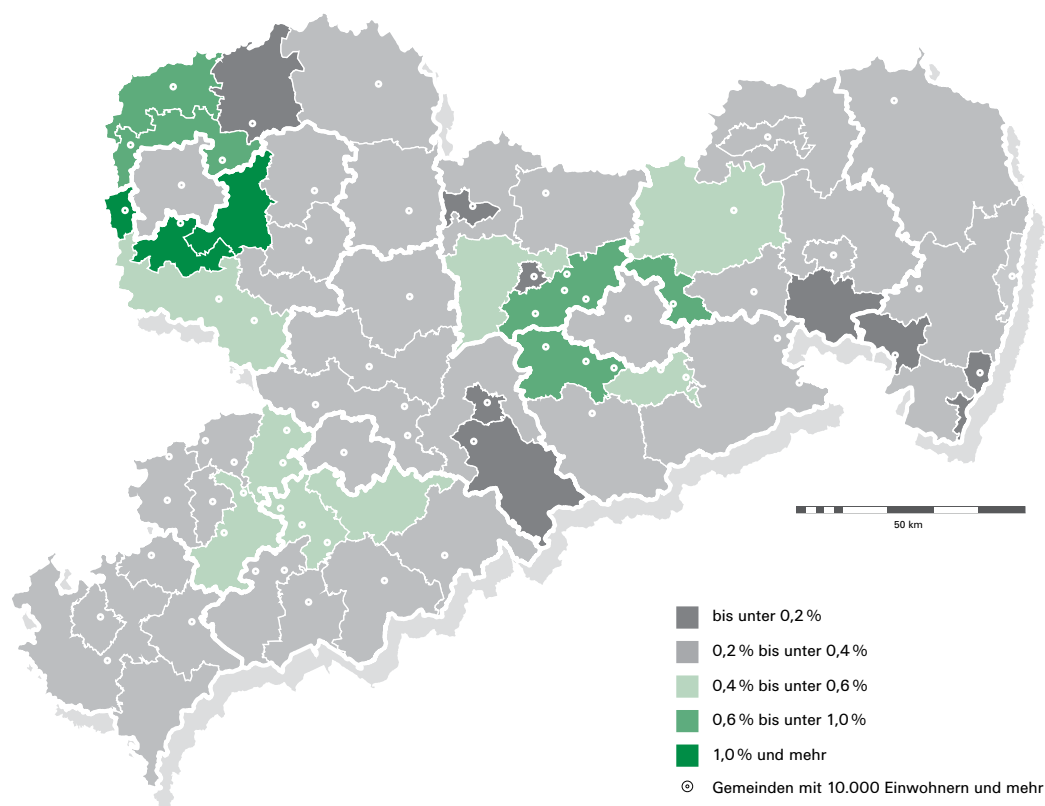 50 km
bis unter 0,2 %
0,2 % bis unter 0,4 %
0,4 % bis unter 0,6 %
0,6 % bis unter 1,0 %
1,0 % und mehr
Gemeinden mit 10.000 Einwohnern und mehr